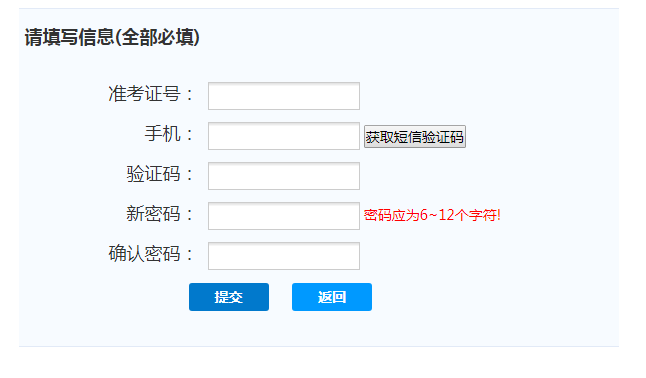 请填写信息(全部必填)
准考证号：
手机：
获取短信验证码
验证码：
新密码：
密码应为6~12个字符!
确认密码：
提交
返回